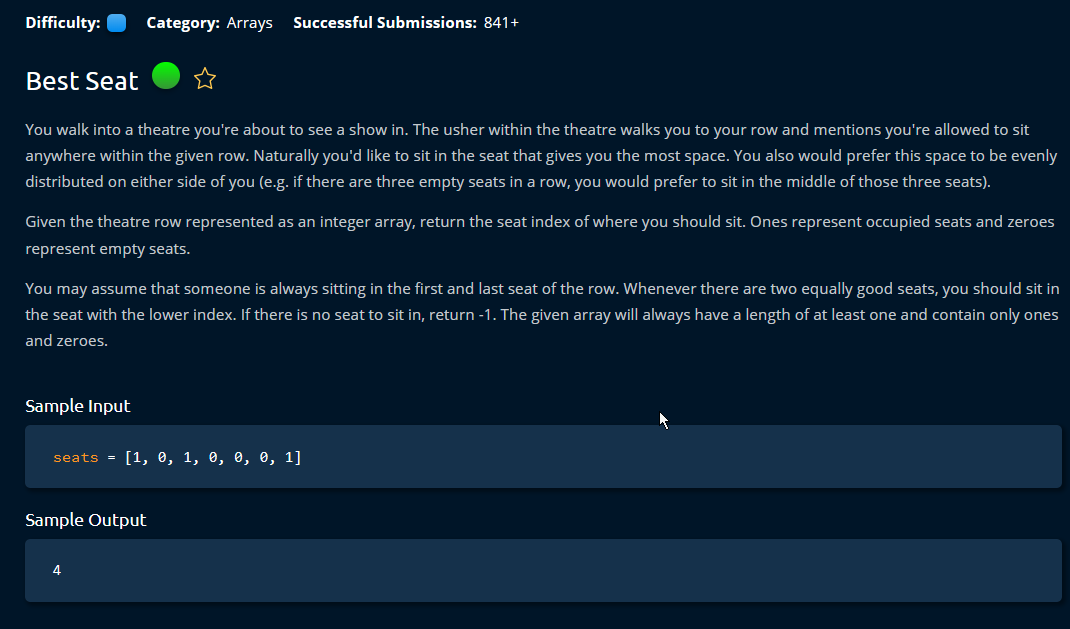 Difficulty: Category: Arrays Successful Submissions: 841+
Best Seat
You walk into a theatre you're about to see a show in. The usher within the theatre walks you to your row and mentions you're allowed to sit
anywhere within the given row. Naturally you'd like to sit in the seat that gives you the most space. You also would prefer this space to be evenly
distributed on either side of you (e.g. if there are three empty seats in a row, you would prefer to sit in the middle of those three seats).
Given the theatre row represented as an integer array, return the seat index of where you should sit. Ones represent occupied seats and zeroes
represent empty seats.
You may assume that someone is always sitting in the first and last seat of the row. Whenever there are two equally good seats, you should sit in
the seat with the lower index. If there is no seat to sit in, return -1. The given array will always have a length of at least one and contain only ones
and zeroes.
Sample Input
seats = [1, 0, 1, 0, 0, 0, 1]
Sample Output
4